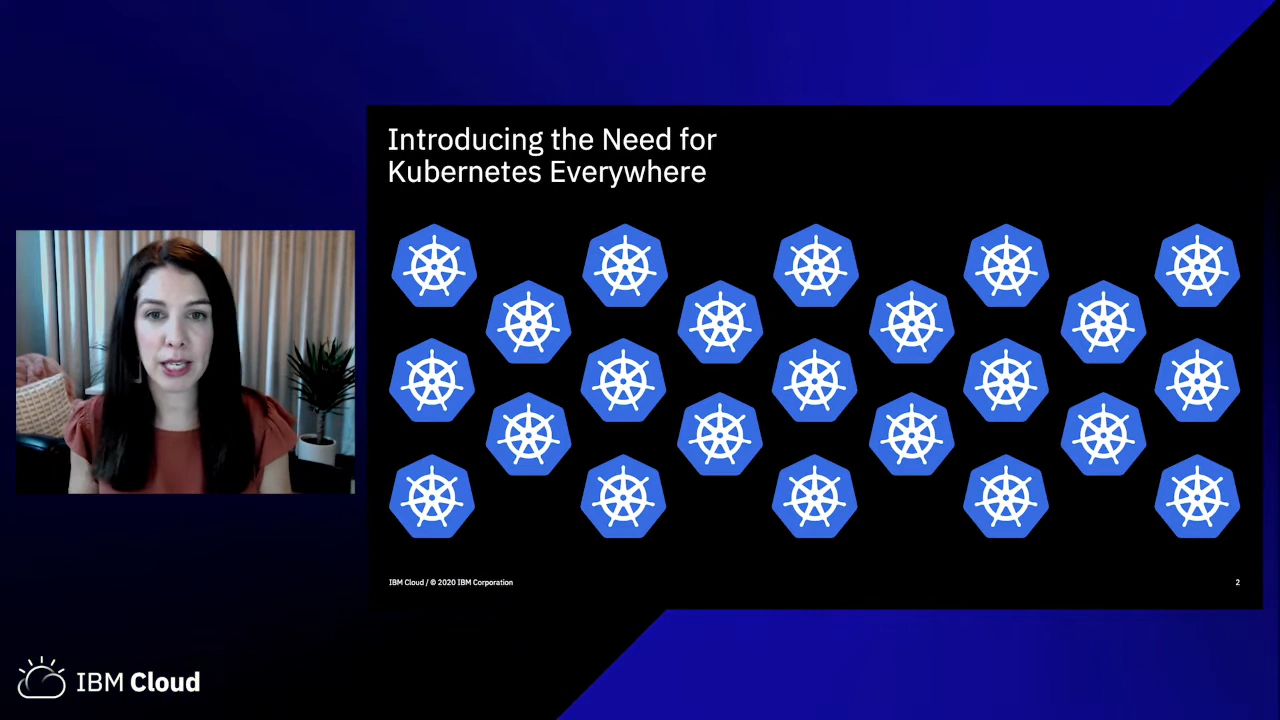 Introducing the Need for
Kubernetes Everywhere
IBM Cloud / © 2020 IBM Corporation
2
IBM Cloud